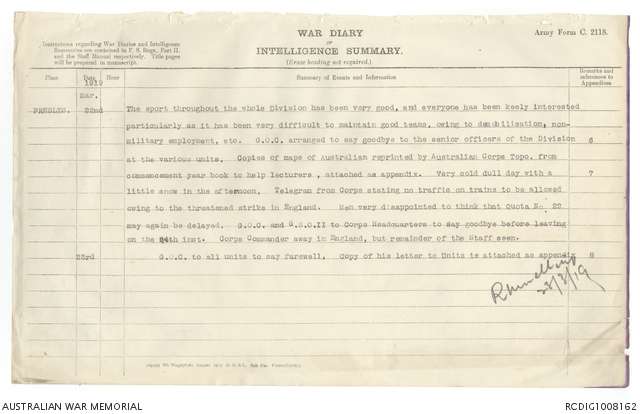 WAR DIARY
OF
INTELLIGENCE SUMMARY.
(Erase heading not required.)
Army Form C. 2118.
Instructions regarding War Diaries and Intelligence
Summaries are contained in F. S. Regs., Part II.
and the Staff Manual respectively. Title pages
will be prepared in manuscript.
Place Date Hour Summary of Events and Information Remarks and references to Appendices
1919
Mar.
22nd The sport throughout the whole Division has been very good, and everyone has been keely interested
particularly as it has been very difficult to maintain good teams, owing to demobilisation, non-
military employment, etc. G.O.C. arranged to say goodbye to the senior officers of the Division 6
at the various units. Copies of maps of Australian reprinted by Australian Corps Topo. from
commencement year book to help lecturers, attached as appendix. Very cold dull day with a 7
little snow in the afternoon. Telegram from Corps stating no traffic on trains to be allowed
owing to the threatened strike in England. Men very disappointed to think that Quota No. 22
may again be delayed. G.O.C. and G.S.O.II to Corps Headquarters to say goodbye before leaving
on the 24th inst. Corps Commander away in England, but remainder of the Staff seen.
23rd G.O.C. to all units to say farewell. Copy of his letter to Units is attached as appendix 8
AUSTRALIAN WAR MEMORIAL
RCDIG1008162